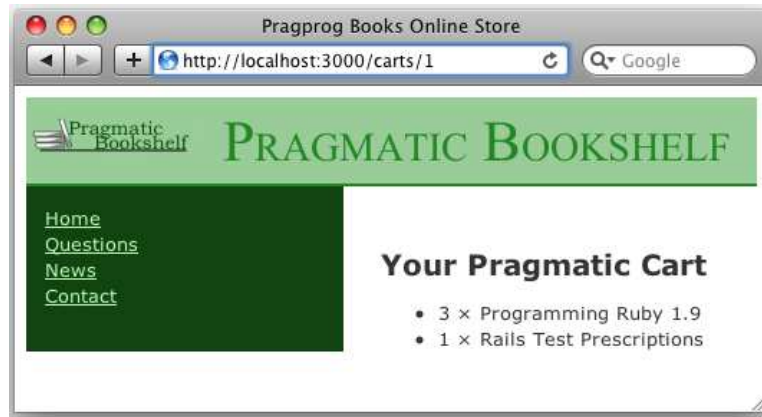 Pragprog Books Online Store
http://localhost:3000/carts/1
Google
Pragmatic
Bookshelf
PRAGMATIC BOOKSHELF
Home
Questions
News
Contact
Your Pragmatic Cart
• 3 × Programming Ruby 1.9
• 1 × Rails Test Prescriptions